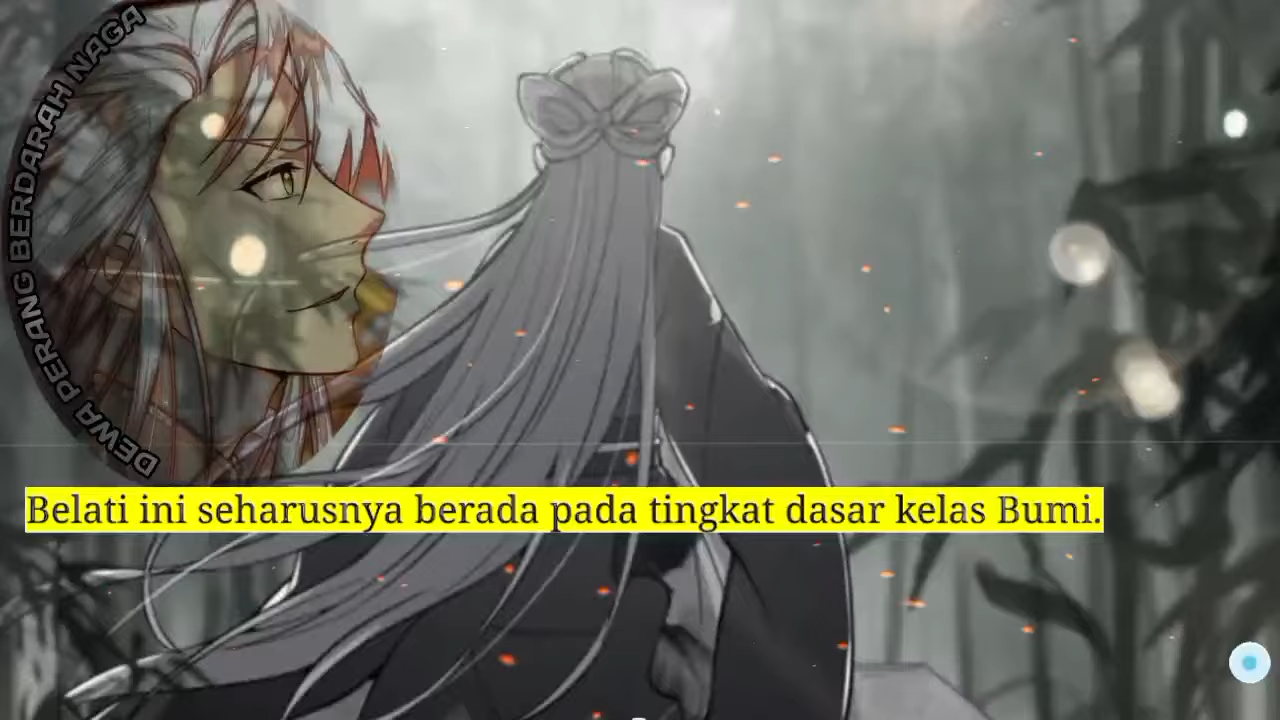 DEWA PERANG BERDARAH NAGA
Belati ini seharusnya berada pada tingkat dasar kelas Bumi.